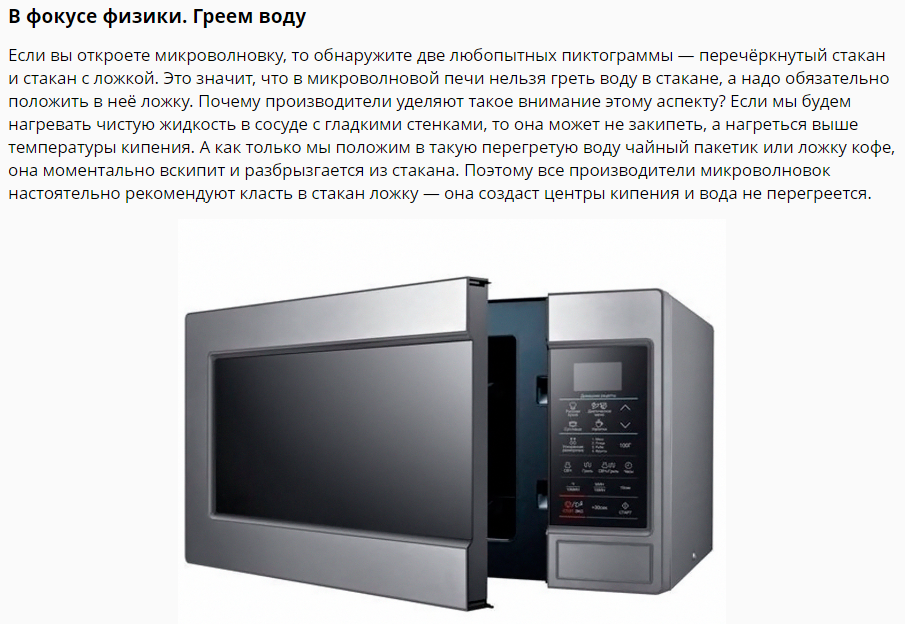 В фокусе физики. Греем воду
Если вы откроете микроволновку, то обнаружите две любопытных пиктограммы — перечёркнутый стакан
и стакан с ложкой. Это значит, что в микроволновой печи нельзя греть воду в стакане, а надо обязательно
положить в неё ложку. Почему производители уделяют такое внимание этому аспекту? Если мы будем
нагревать чистую жидкость в сосуде с гладкими стенками, то она может не закипеть, а нагреться выше
температуры кипения. А как только мы положим в такую перегретую воду чайный пакетик или ложку кофе,
она моментально вскипит и разбрызгается из стакана. Поэтому все производители микроволновок
настоятельно рекомендуют класть в стакан ложку — она создаст центры кипения и вода не перегреется.
100Г
+30сек
СТАРТ